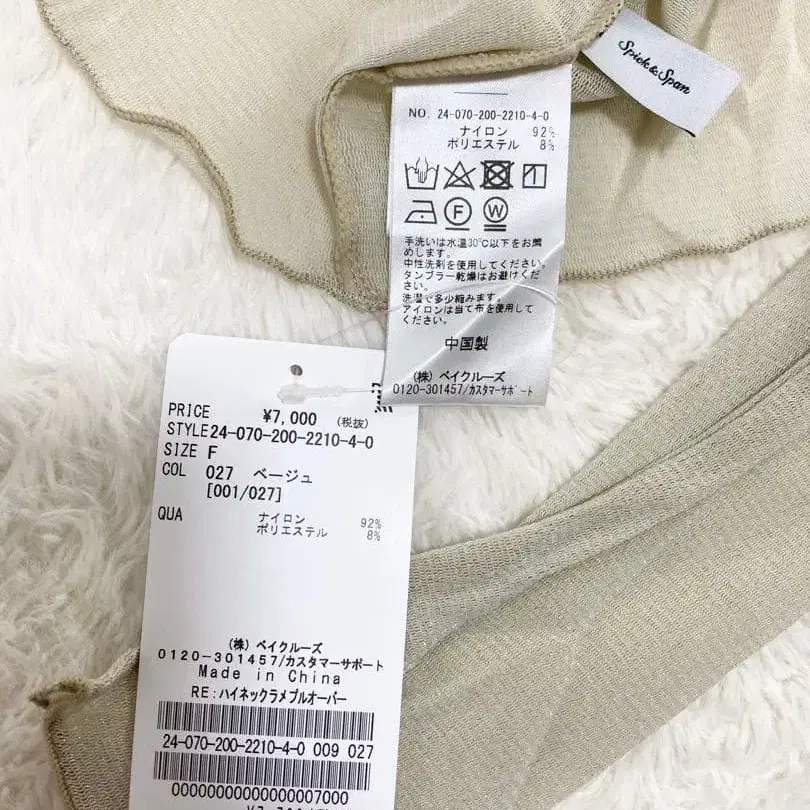 Spick&Span
NO. 24-070-200-2210-4-0
ナイロン 92%
ポリエステル 8%
F W
手洗いは水温30℃以下をお薦
めします。
中性洗剤を使用してください。
タンブラー乾燥はお避けくだ
さい。
洗濯で多少縮みます。
アイロンは当て布を使用して
ください。
中国製
(株)ベイクルーズ
0120-301457/カスタマーサポート
PRICE ¥7,000 (税抜)
STYLE24-070-200-2210-4-0
SIZE F
COL 027 ベージュ
[001/027]
QUA ナイロン 92%
ポリエステル 8%
(株)ベイクルーズ
0120-301457/カスタマーサポート
Made in China
RE:ハイネックラメプルオーバー
24-070-200-2210-4-0 009 027
00000000000000007000